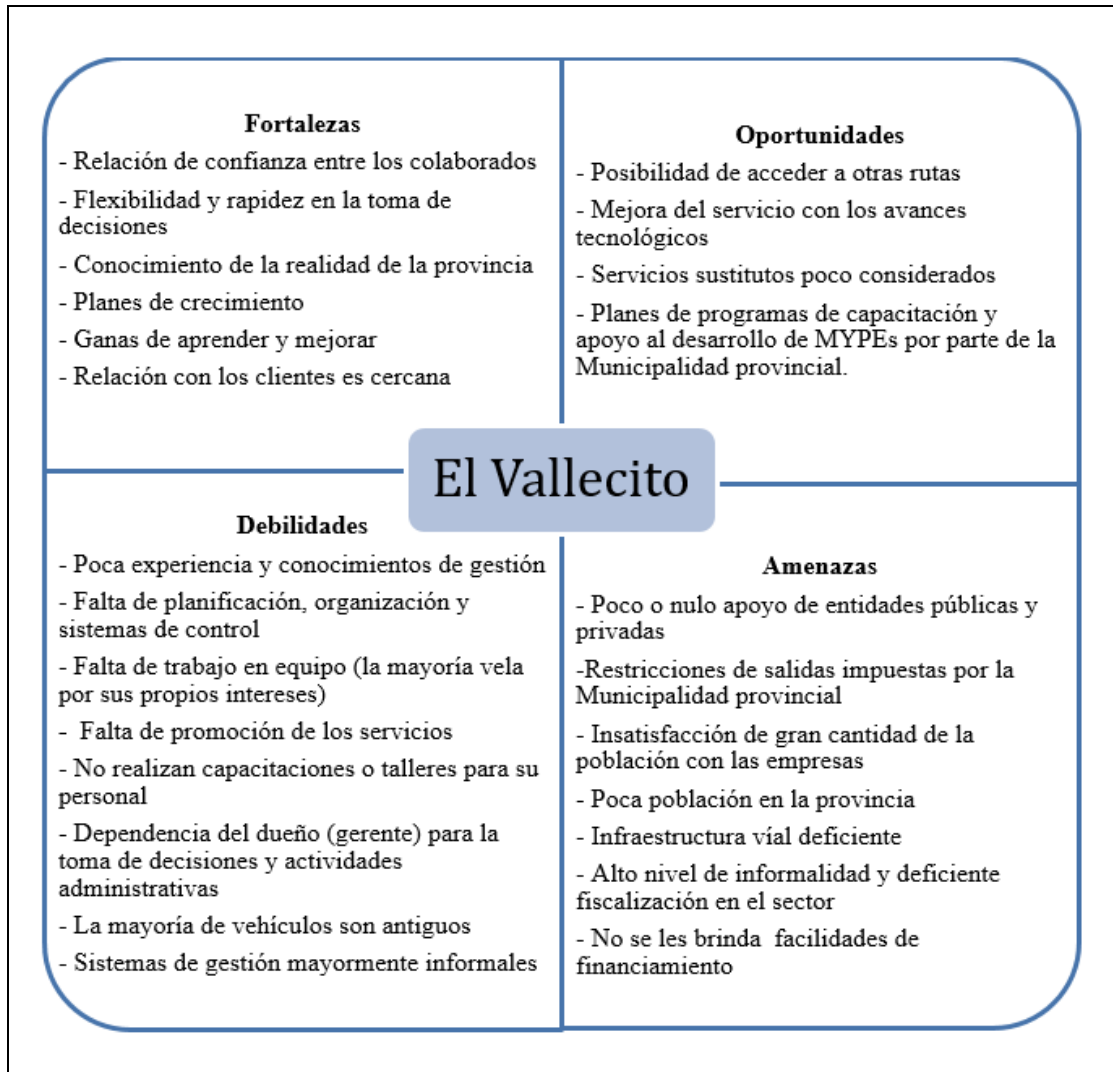 Fortalezas
- Relación de confianza entre los colaborados
- Flexibilidad y rapidez en la toma de
decisiones
- Conocimiento de la realidad de la provincia
- Planes de crecimiento
- Ganas de aprender y mejorar
- Relación con los clientes es cercana
Oportunidades
- Posibilidad de acceder a otras rutas
- Mejora del servicio con los avances
tecnológicos
- Servicios sustitutos poco considerados
- Planes de programas de capacitación y
apoyo al desarrollo de MYPEs por parte de la
Municipalidad provincial.
El Vallecito
Debilidades
- Poca experiencia y conocimientos de gestión
- Falta de planificación, organización y
sistemas de control
- Falta de trabajo en equipo (la mayoría vela
por sus propios intereses)
- Falta de promoción de los servicios
- No realizan capacitaciones o talleres para su
personal
- Dependencia del dueño (gerente) para la
toma de decisiones y actividades
administrativas
- La mayoría de vehículos son antiguos
- Sistemas de gestión mayormente informales
Amenazas
- Poco o nulo apoyo de entidades públicas y
privadas
-Restricciones de salidas impuestas por la
Municipalidad provincial
- Insatisfacción de gran cantidad de la
población con las empresas
- Poca población en la provincia
- Infraestructura víal deficiente
- Alto nivel de informalidad y deficiente
fiscalización en el sector
- No se les brinda facilidades de
financiamiento